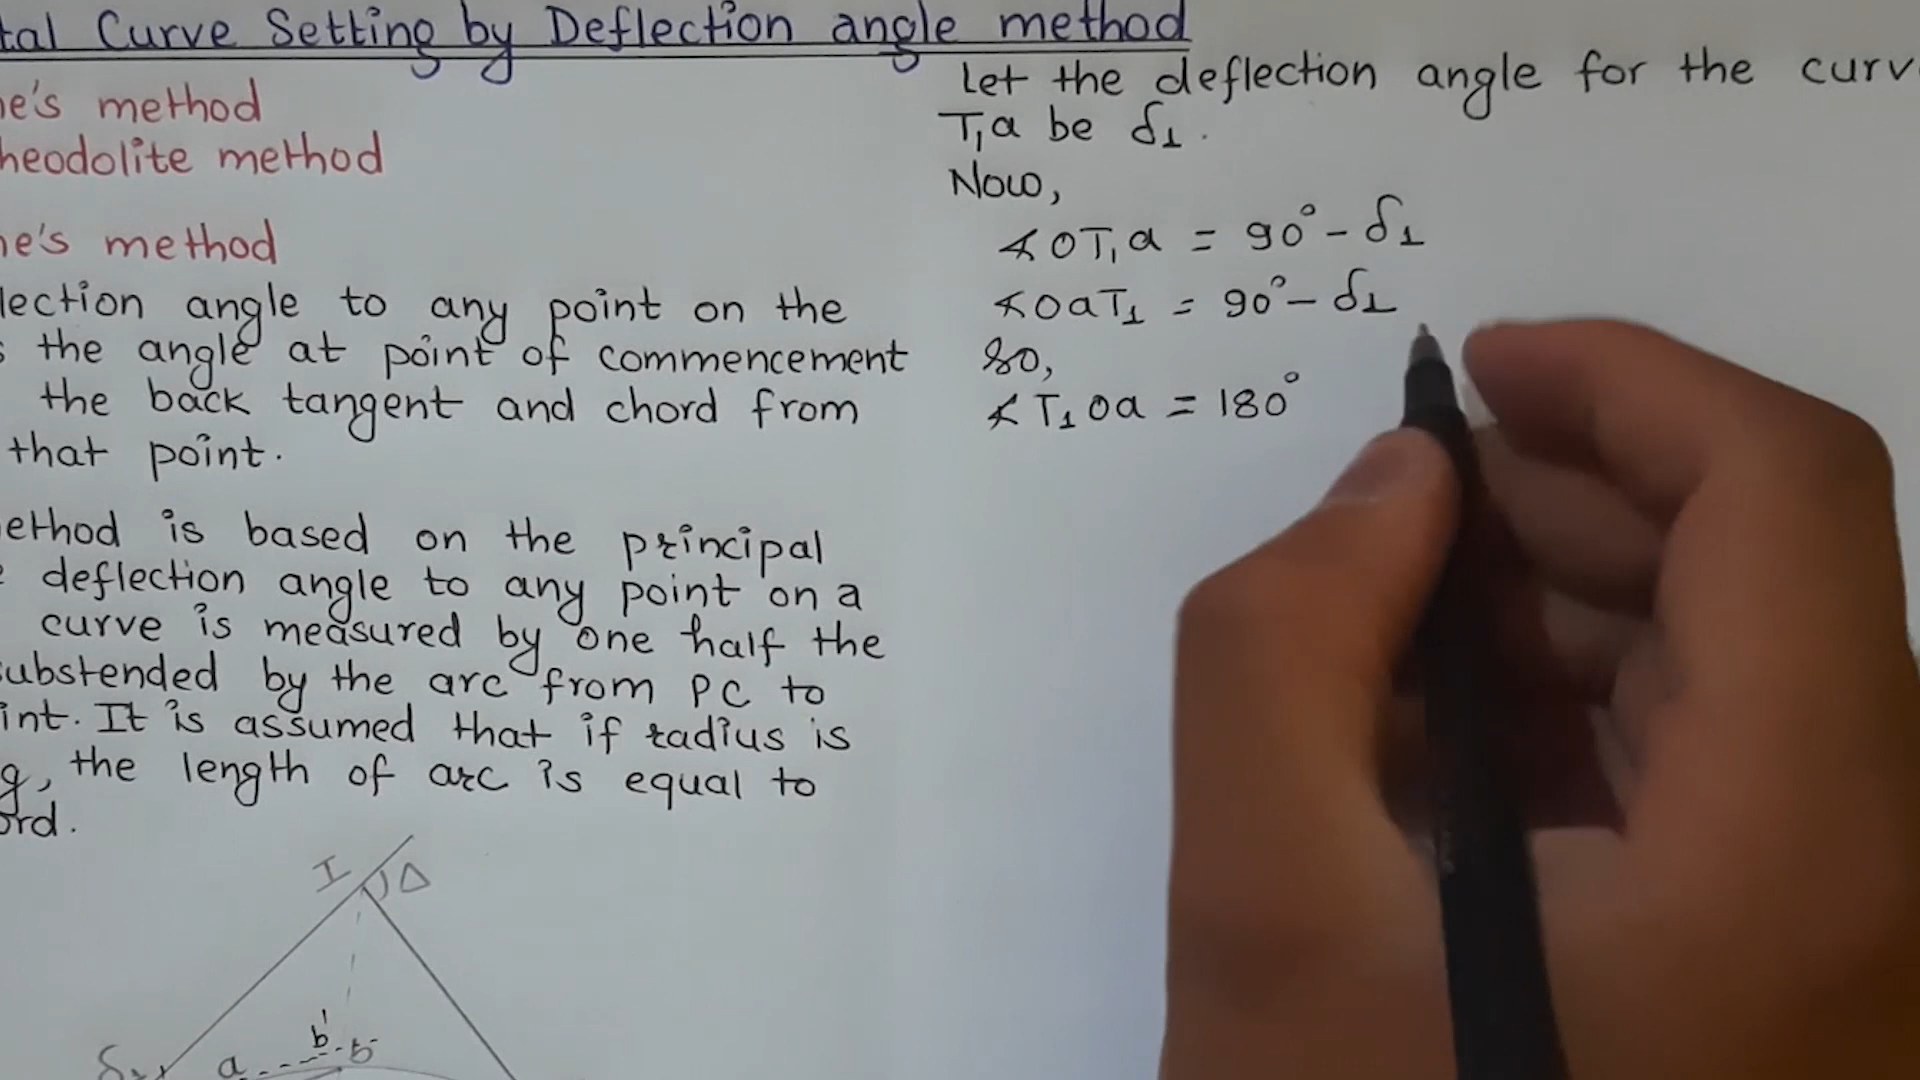 tal Curve Setting by Deflection angle method
ne's method
heodolite method
ne's method
lection angle to any point on the
s the angle at point of commencement
the back tangent and chord from
that point.
ethod is based on the principal
e deflection angle to any point on a
curve is measured by one half the
substended by the arc from PC to
int. It is assumed that if radius is
g, the length of arc is equal to
ord.
I Δ
b'
a b
δ1
Let the deflection angle for the curv
T₁a be δ1.
Now,
∡OT₁a = 90° - δ1
∡OaT1 = 90° - δ1
So,
∡T1Oa = 180°